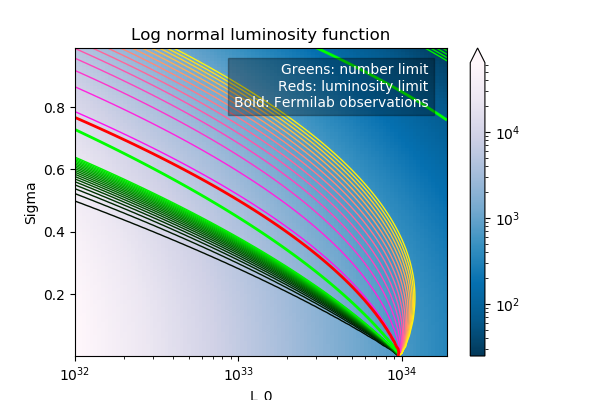 Log normal luminosity function
Greens: number limit
Reds: luminosity limit
Bold: Fermilab observations
Sigma
0.8
0.6
0.4
0.2
10^32
10^33
10^34
L_0
10^4
10^3
10^2